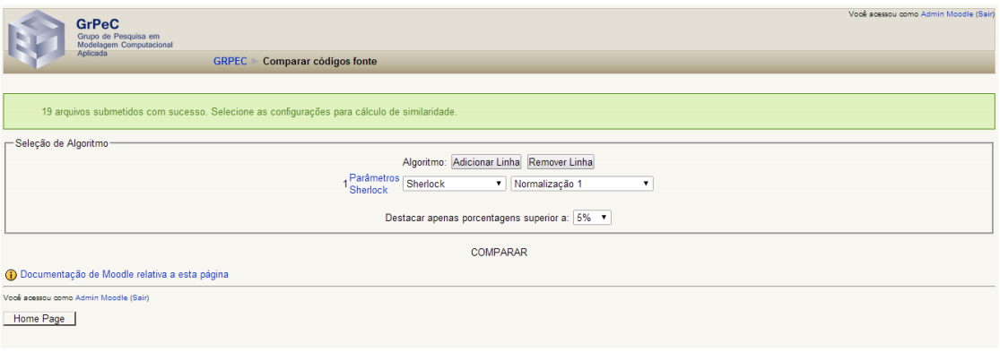 Você acessou como Admin Moodle (Sair)
GrPeC
Grupo de Pesquisa em
Modelagem Computacional
Aplicada
GRPEC ► Comparar códigos fonte
19 arquivos submetidos com sucesso. Selecione as configurações para cálculo de similaridade.
Seleção de Algoritmo
Algoritmo: Adicionar Linha Remover Linha
1 Parâmetros Sherlock Sherlock Normalização 1
Destacar apenas porcentagens superior a: 5%
COMPARAR
Documentação de Moodle relativa a esta página
Você acessou como Admin Moodle (Sair)
Home Page